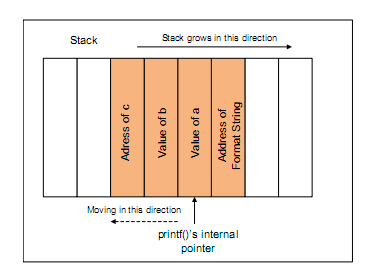 Stack
Stack grows in this direction
Adress of c
Value of b
Value of a
Address of
Format String
Moving in this direction
printf()'s internal
pointer